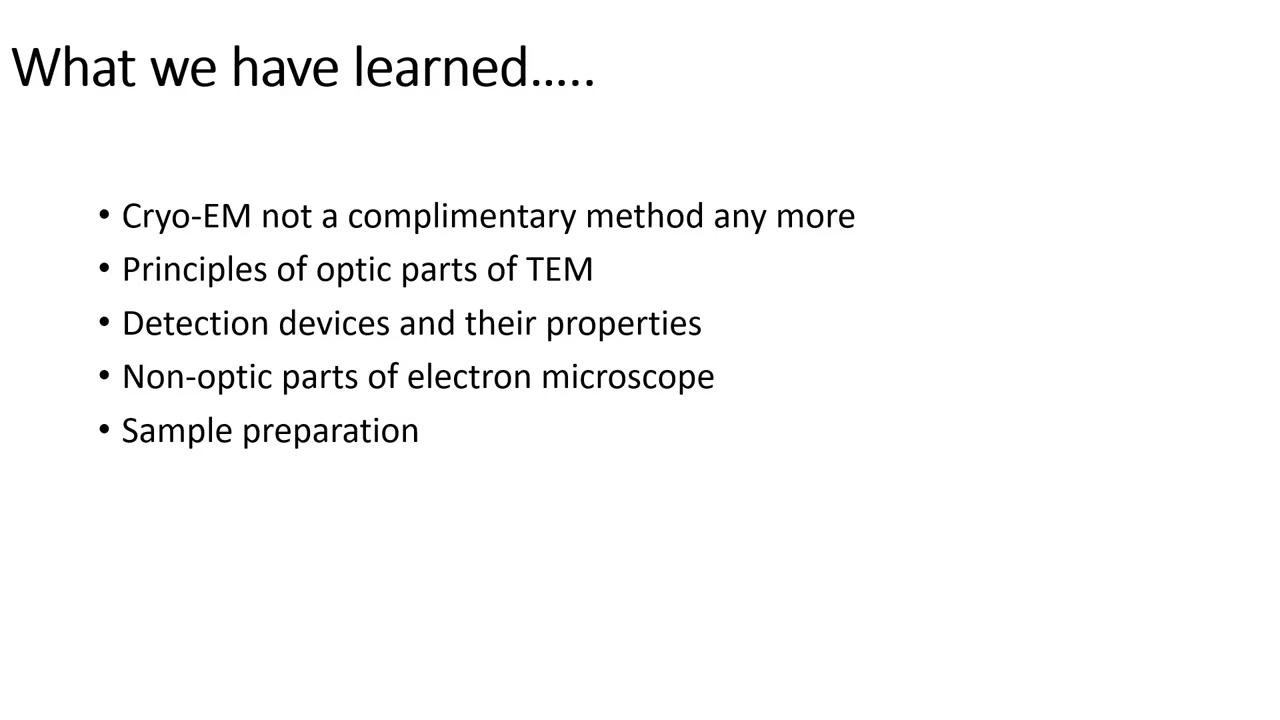 What we have learned…..
• Cryo-EM not a complimentary method any more
• Principles of optic parts of TEM
• Detection devices and their properties
• Non-optic parts of electron microscope
• Sample preparation